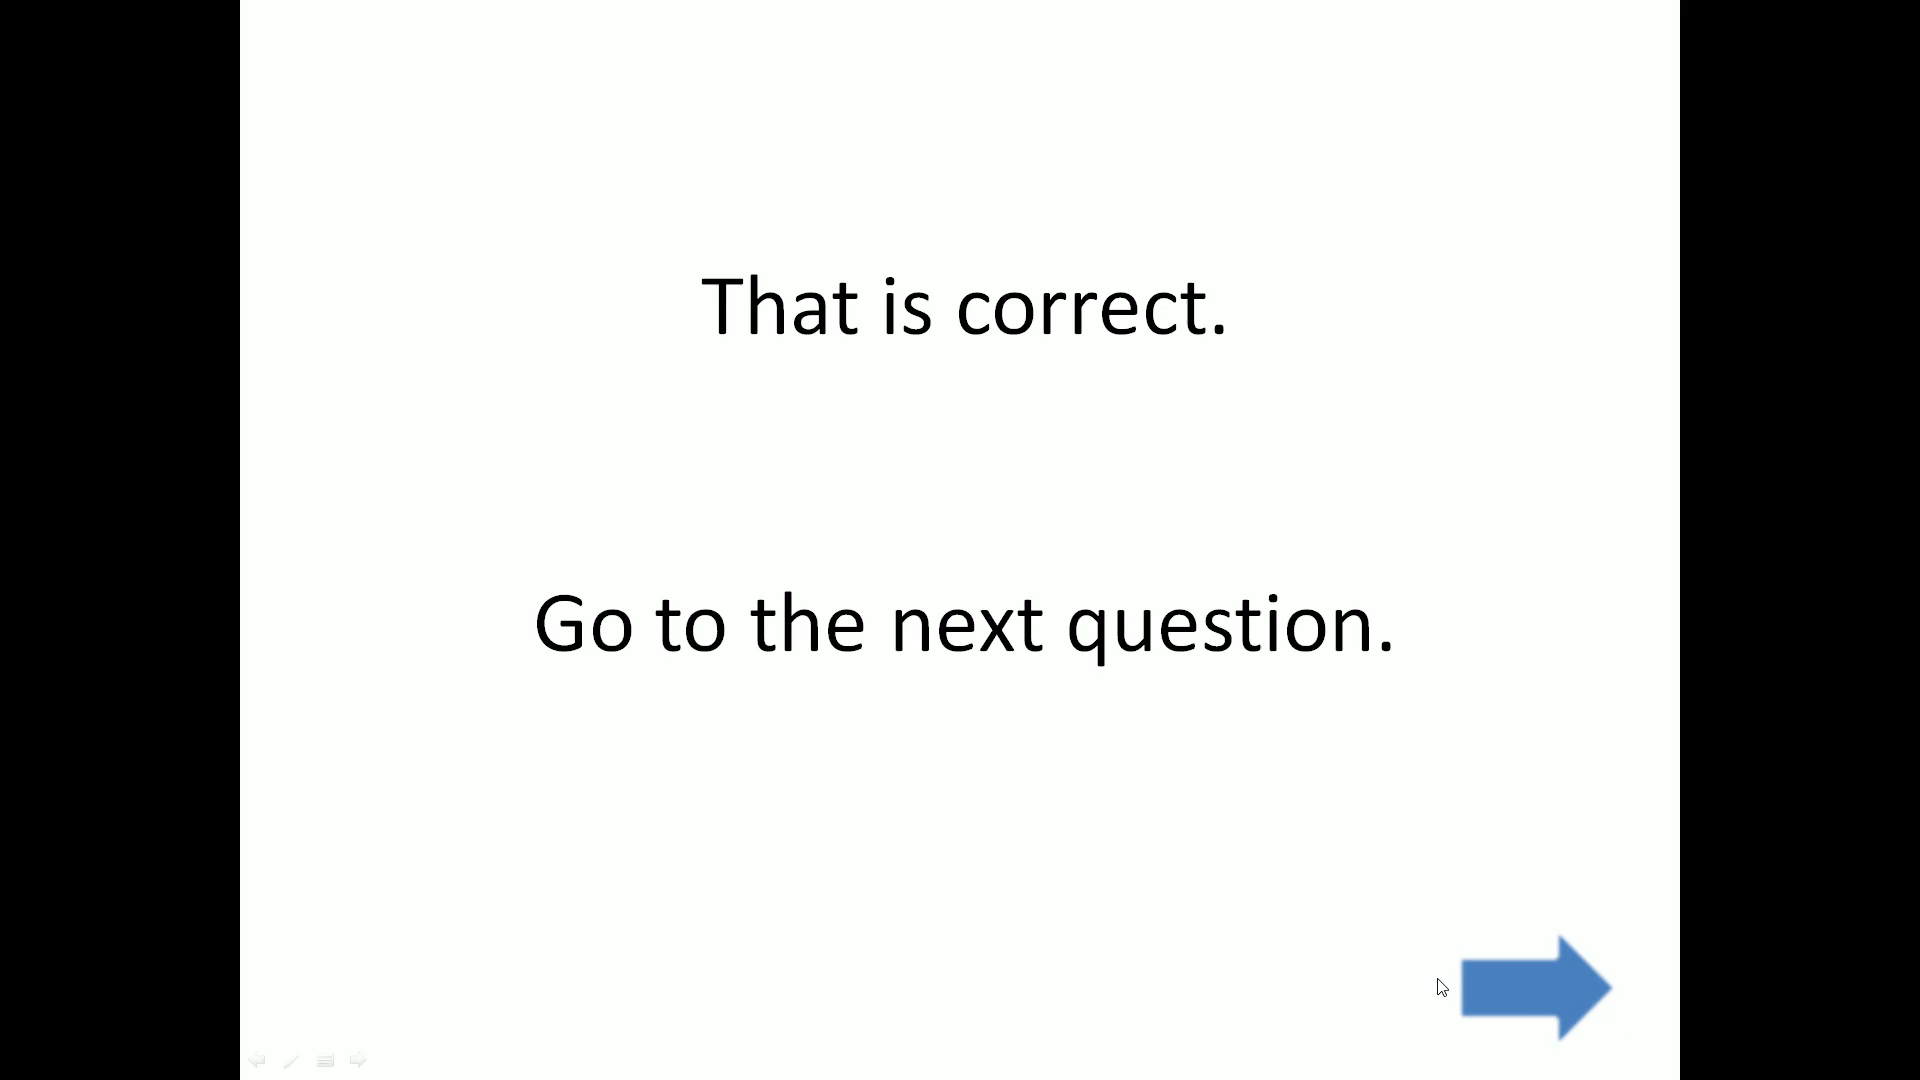 That is correct.
Go to the next question.